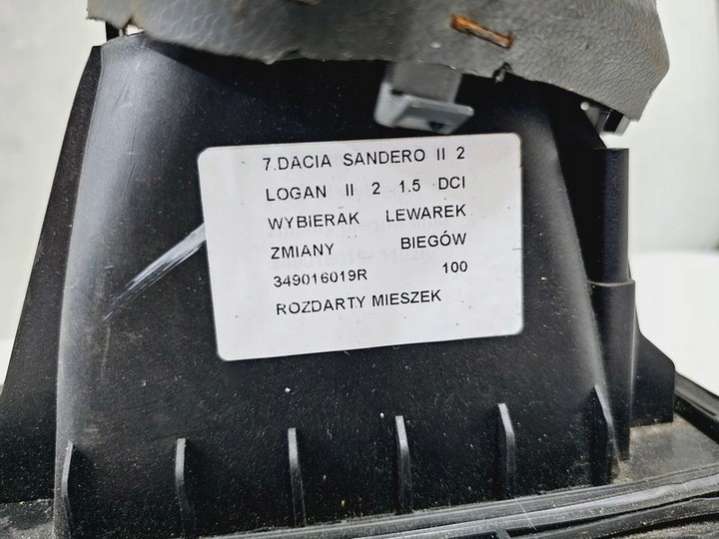 7.DACIA SANDERO II 2
LOGAN II 2 1.5 DCI
WYBIERAK LEWAREK
ZMIANY BIEGÓW
349016019R 100
ROZDARTY MIESZEK